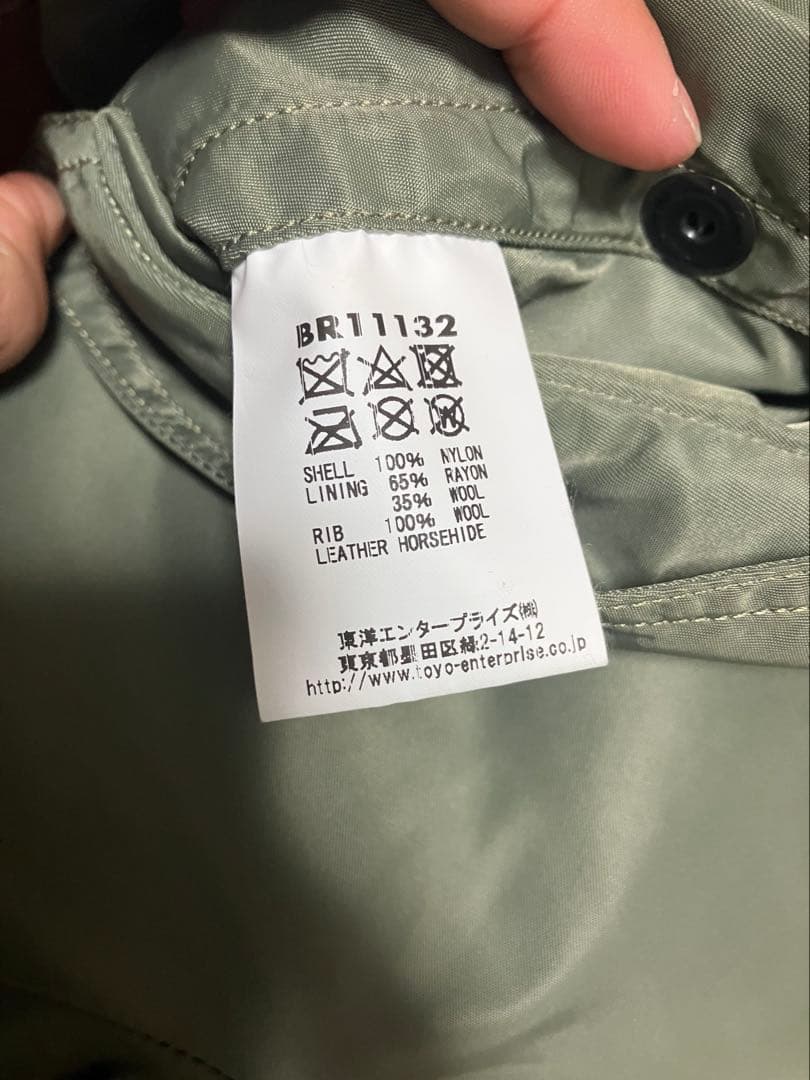 BR11132
SHELL 100% NYLON
LINING 65% RAYON
35% WOOL
RIB 100% WOOL
LEATHER HORSEHIDE
東洋エンタープライズ㈱
東京都墨田区緑2-14-12
http://www.toyo-enterprise.co.jp